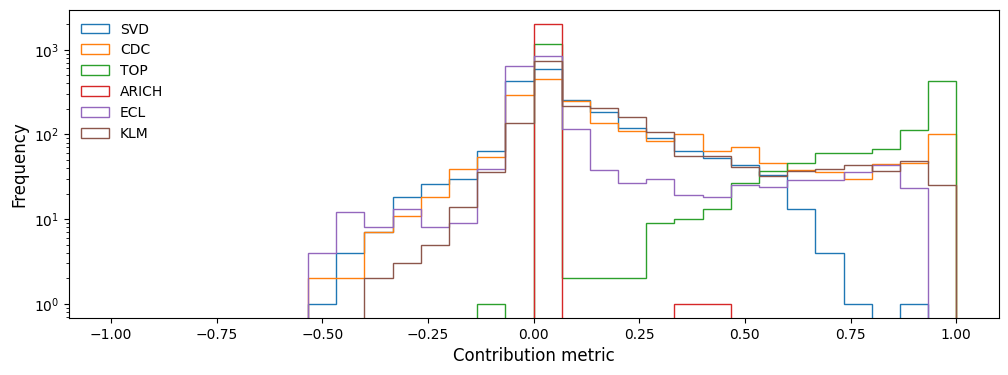 SVD
CDC
TOP
ARICH
ECL
KLM
Frequency
10³
10²
10¹
10⁰
−1.00 −0.75 −0.50 −0.25 0.00 0.25 0.50 0.75 1.00
Contribution metric